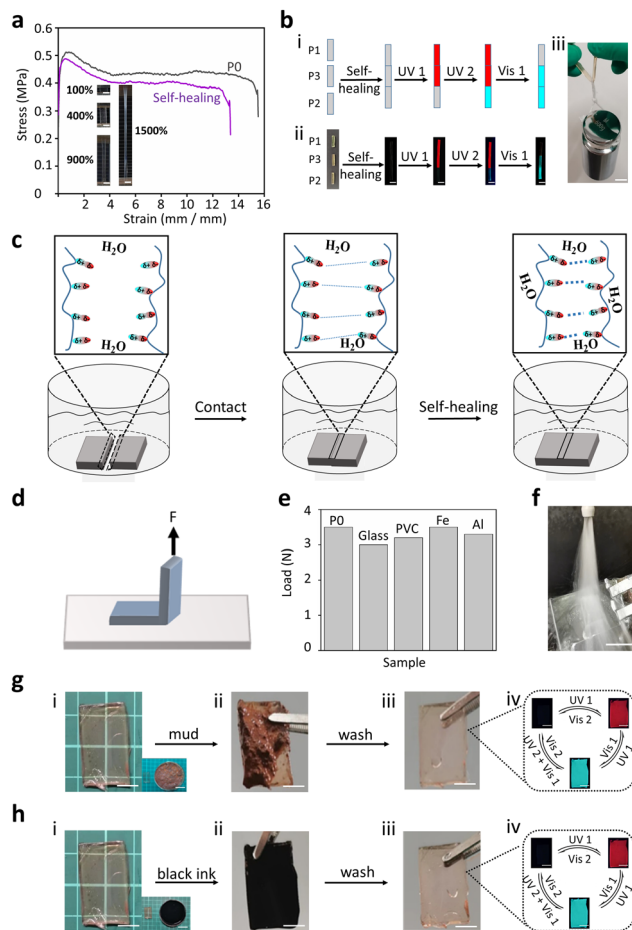 a
0.6
0.5
0.4
0.3
0.2
Stress (MPa)
P0
Self-healing
100%
400%
900%
1500%
0 2 4 6 8 10 12 14 16
Strain (mm / mm)
b
i
P1
P3
P2
Self-
healing
UV 1
UV 2
Vis 1
ii
P1
P3
P2
Self-
healing
UV 1
UV 2
Vis 1
iii
c
H2O
δ+ δ-
δ+ δ-
δ+ δ-
δ+ δ-
δ+ δ-
δ+ δ-
δ+ δ-
δ+ δ-
H2O
Contact
H2O
δ+ δ-
δ+ δ-
δ+ δ-
δ+ δ-
δ+ δ-
δ+ δ-
δ+ δ-
δ+ δ-
H2O
Self-healing
H2O
H2O
H2O
δ+ δ-
δ+ δ-
δ+ δ-
δ+ δ-
δ+ δ-
δ+ δ-
δ+ δ-
δ+ δ-
H2O
d
F
e
4
3
2
1
0
Load (N)
P0
Glass
PVC
Fe
Al
Sample
f
g
i
mud
ii
wash
iii
iv
UV 1
Vis 2
Vis 2
UV 2 + Vis 1
Vis 1
UV 1
h
i
black ink
ii
wash
iii
iv
UV 1
Vis 2
Vis 2
UV 2 + Vis 1
Vis 1
UV 1